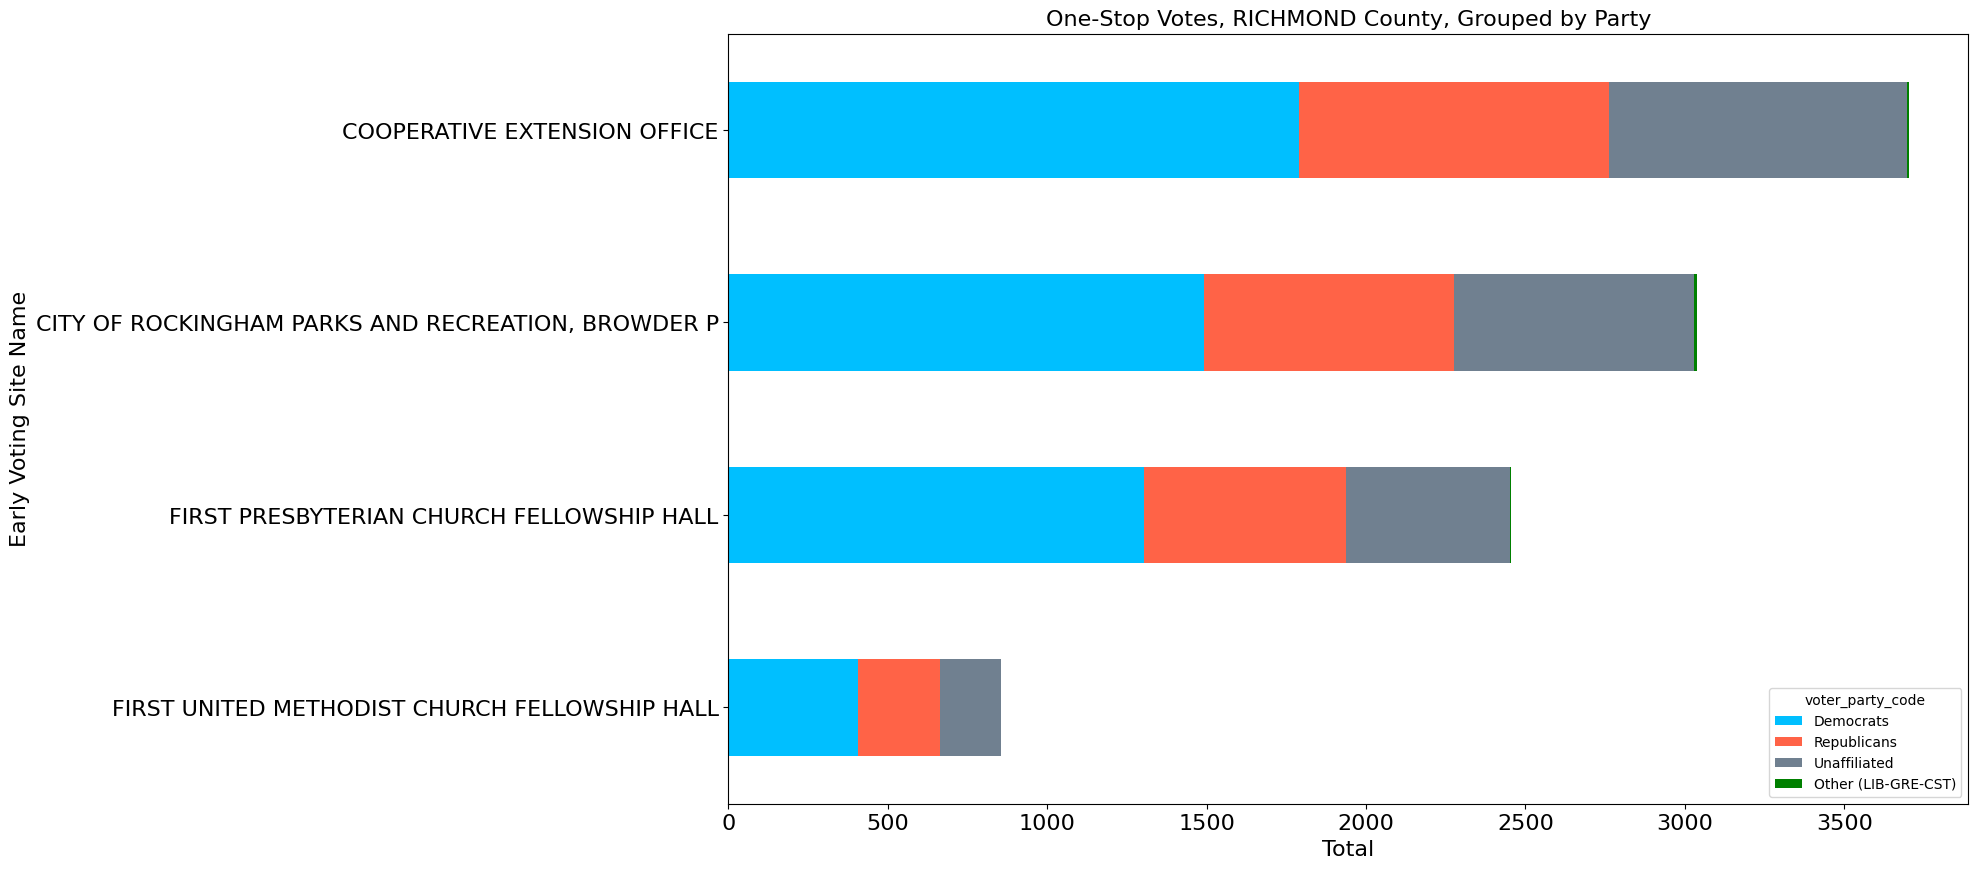 One-Stop Votes, RICHMOND County, Grouped by Party
Early Voting Site Name
COOPERATIVE EXTENSION OFFICE
CITY OF ROCKINGHAM PARKS AND RECREATION, BROWDER P
FIRST PRESBYTERIAN CHURCH FELLOWSHIP HALL
FIRST UNITED METHODIST CHURCH FELLOWSHIP HALL
voter_party_code
Democrats
Republicans
Unaffiliated
Other (LIB-GRE-CST)
0 500 1000 1500 2000 2500 3000 3500
Total